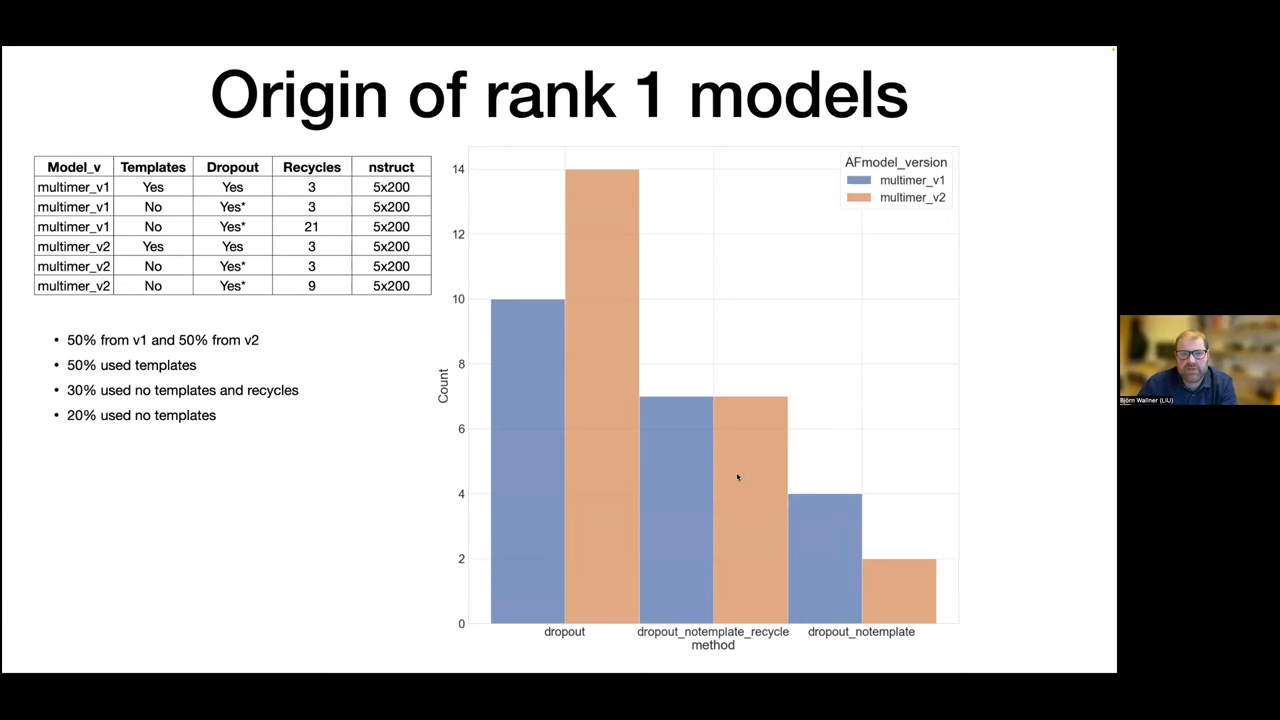 Origin of rank 1 models
Model_v Templates Dropout Recycles nstruct
multimer_v1 Yes Yes 3 5x200
multimer_v1 No Yes* 3 5x200
multimer_v1 No Yes* 21 5x200
multimer_v2 Yes Yes 3 5x200
multimer_v2 No Yes* 3 5x200
multimer_v2 No Yes* 9 5x200
• 50% from v1 and 50% from v2
• 50% used templates
• 30% used no templates and recycles
• 20% used no templates
AFmodel_version
multimer_v1
multimer_v2
14
12
10
8
6
4
2
0
Count
dropout dropout_notemplate_recycle dropout_notemplate
method
Björn Wallner (LiU)